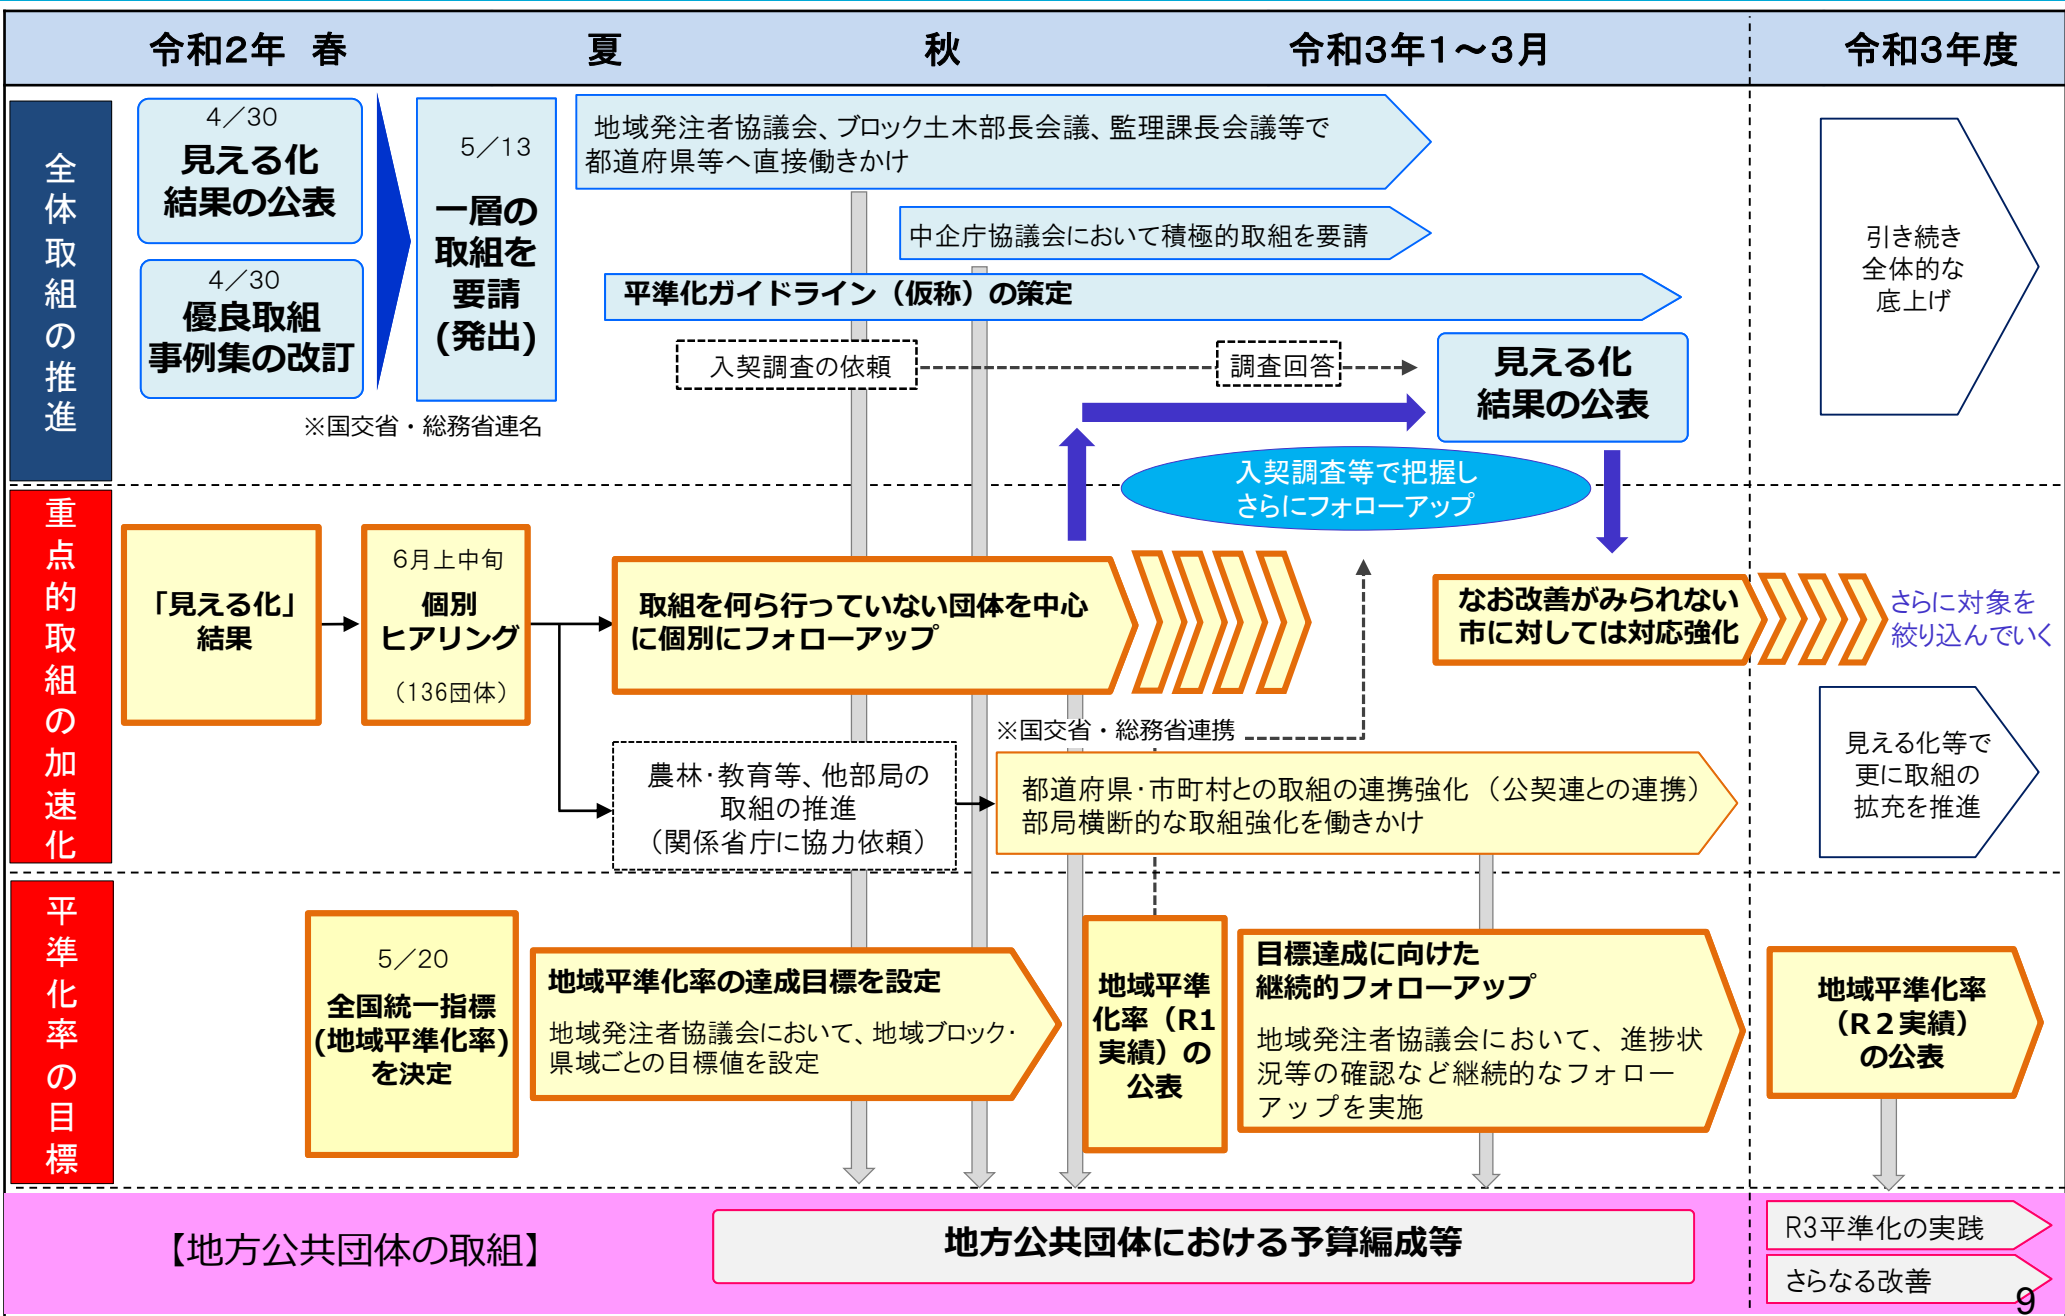 令和2年 春
夏
秋
令和3年1～3月
令和3年度
全体取組の推進
4／30
見える化
結果の公表
4／30
優良取組
事例集の改訂
5／13
一層の
取組を
要請
(発出)
※国交省・総務省連名
地域発注者協議会、ブロック土木部長会議、監理課長会議等で
都道府県等へ直接働きかけ
中企庁協議会において積極的取組を要請
平準化ガイドライン（仮称）の策定
入契調査の依頼
調査回答
見える化
結果の公表
引き続き
全体的な
底上げ
入契調査等で把握し
さらにフォローアップ
重点的取組の加速化
「見える化」
結果
6月上中旬
個別
ヒアリング
（136団体）
取組を何ら行っていない団体を中心
に個別にフォローアップ
なお改善がみられない
市に対しては対応強化
さらに対象を
絞り込んでいく
※国交省・総務省連携
農林・教育等、他部局の
取組の推進
（関係省庁に協力依頼）
都道府県・市町村との取組の連携強化 （公契連との連携）
部局横断的な取組強化を働きかけ
見える化等で
更に取組の
拡充を推進
平準化率の目標
5／20
全国統一指標
(地域平準化率)
を決定
地域平準化率の達成目標を設定
地域発注者協議会において、地域ブロック・
県域ごとの目標値を設定
地域平準
化率（R1
実績）の
公表
目標達成に向けた
継続的フォローアップ
地域発注者協議会において、進捗状
況等の確認など継続的なフォロー
アップを実施
地域平準化率
（R２実績）
の公表
【地方公共団体の取組】
地方公共団体における予算編成等
R3平準化の実践
さらなる改善
9